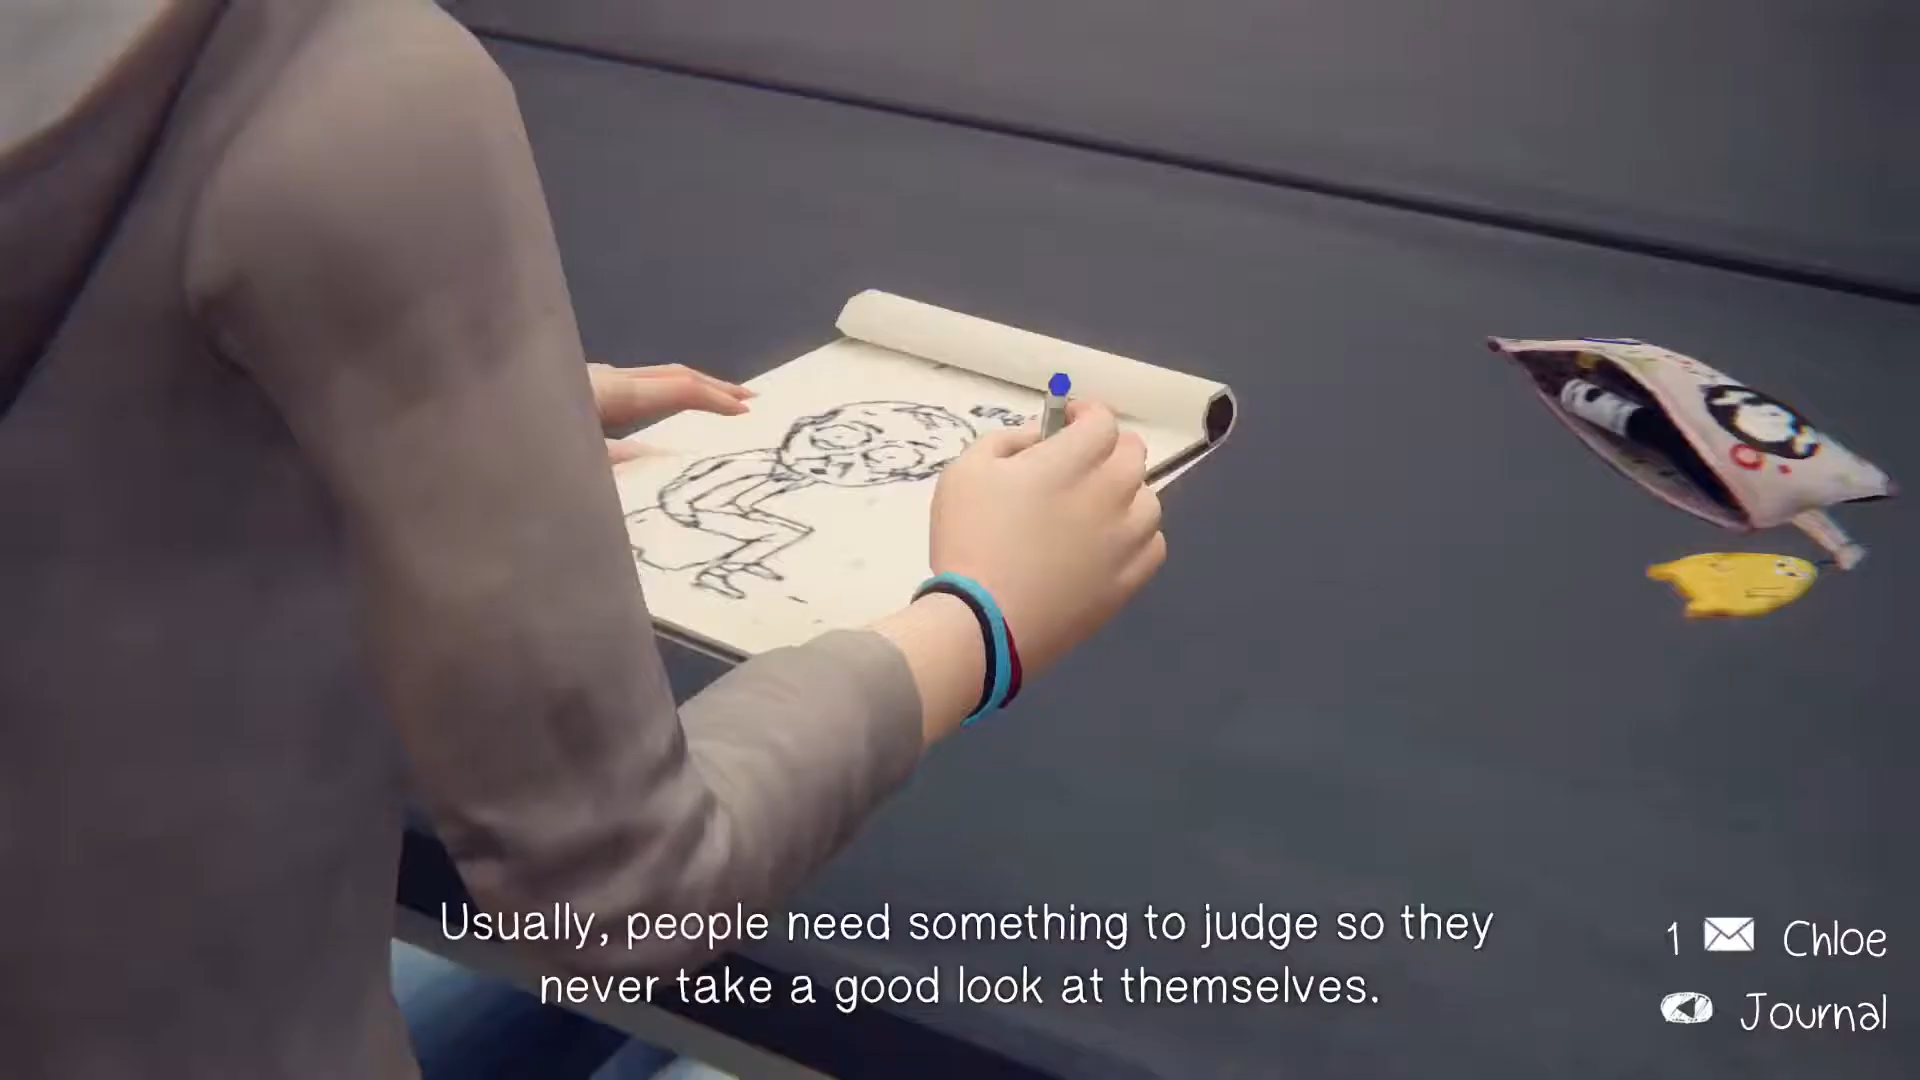 Usually, people need something to judge so they
never take a good look at themselves.
1 Chloe
Journal